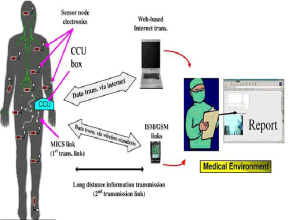 Sensor node
electronics
Web-based
Internet trans.
CCU
box
Data trans. via internet
CCU
Data trans. via wireless standards
ISM/GSM
links
Report
MICS link
(1st trans. link)
Medical Environment
Long distance information transmission
(2nd transmission link)